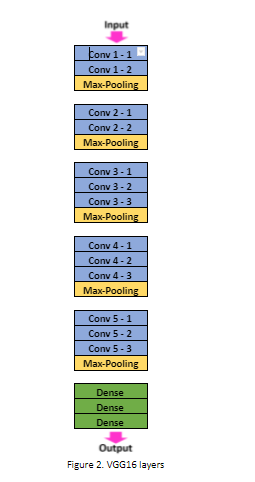 Input
Conv 1 - 1
Conv 1 - 2
Max-Pooling
Conv 2 - 1
Conv 2 - 2
Max-Pooling
Conv 3 - 1
Conv 3 - 2
Conv 3 - 3
Max-Pooling
Conv 4 - 1
Conv 4 - 2
Conv 4 - 3
Max-Pooling
Conv 5 - 1
Conv 5 - 2
Conv 5 - 3
Max-Pooling
Dense
Dense
Dense
Output
Figure 2. VGG16 layers